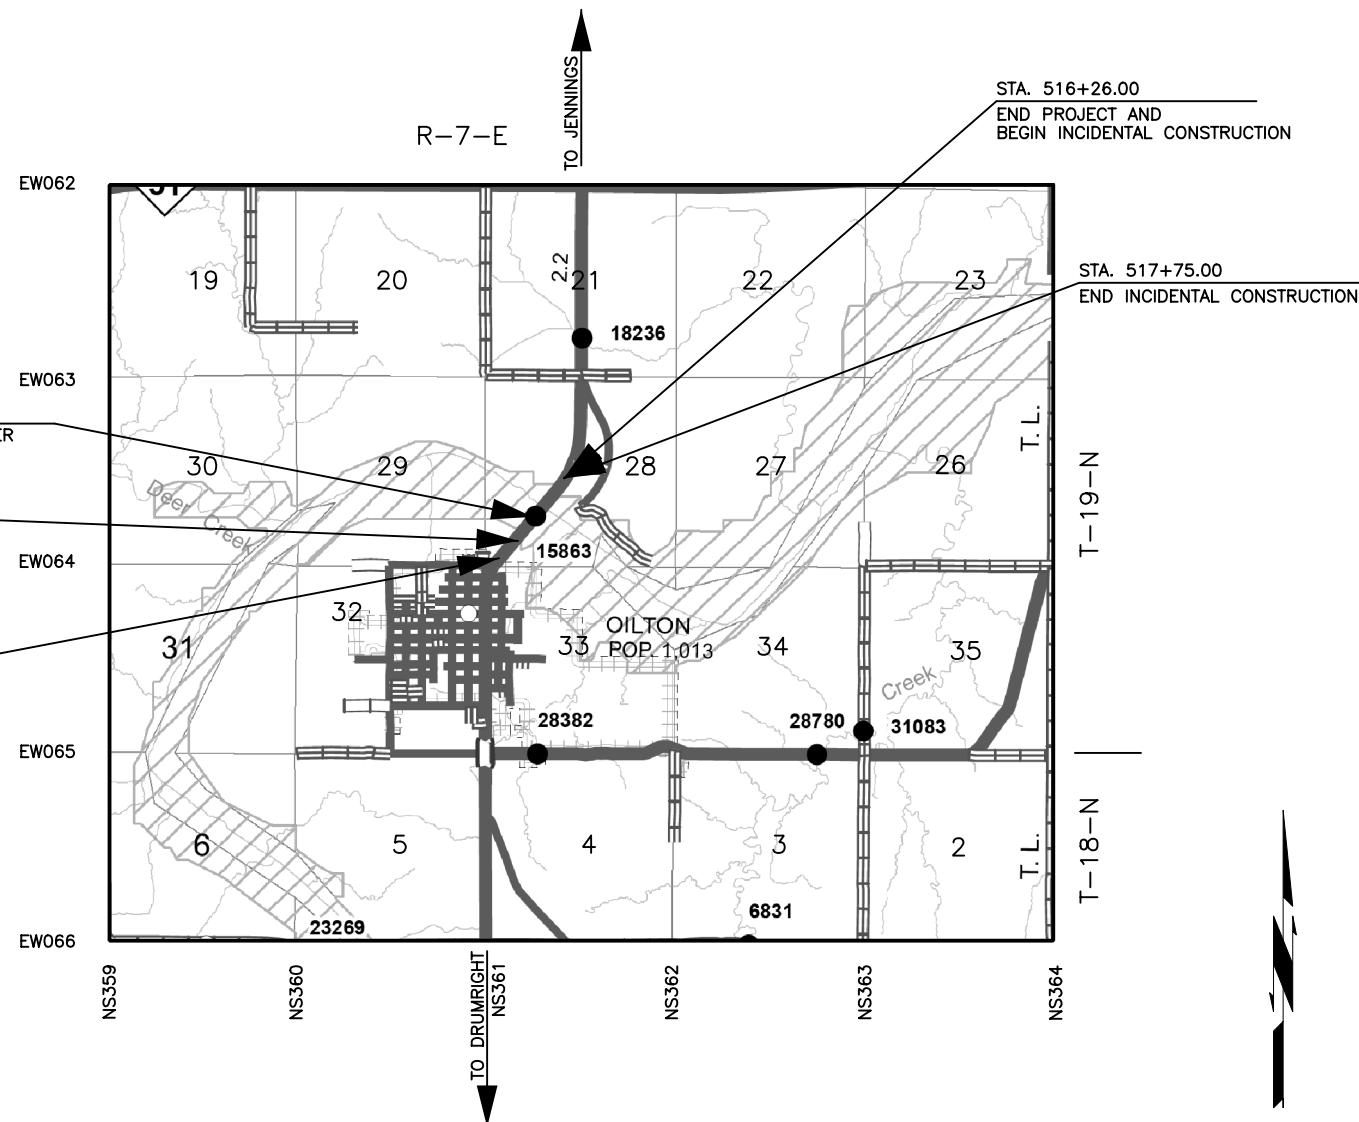 TO JENNINGS
STA. 516+26.00
END PROJECT AND
BEGIN INCIDENTAL CONSTRUCTION
R-7-E
EW062
19
20
2.2
21
22
23
STA. 517+75.00
END INCIDENTAL CONSTRUCTION
18236
EW063
ER
30
29
28
27
26
T.L.
T-19-N
Deer Creek
15863
EW064
32
31
33
OILTON
POP. 1,013
34
35
Creek
28382
28780
31083
EW065
6
5
4
3
2
T.L.
T-18-N
6831
23269
EW066
NS359
NS360
TO DRUMRIGHT
NS361
NS362
NS363
NS364